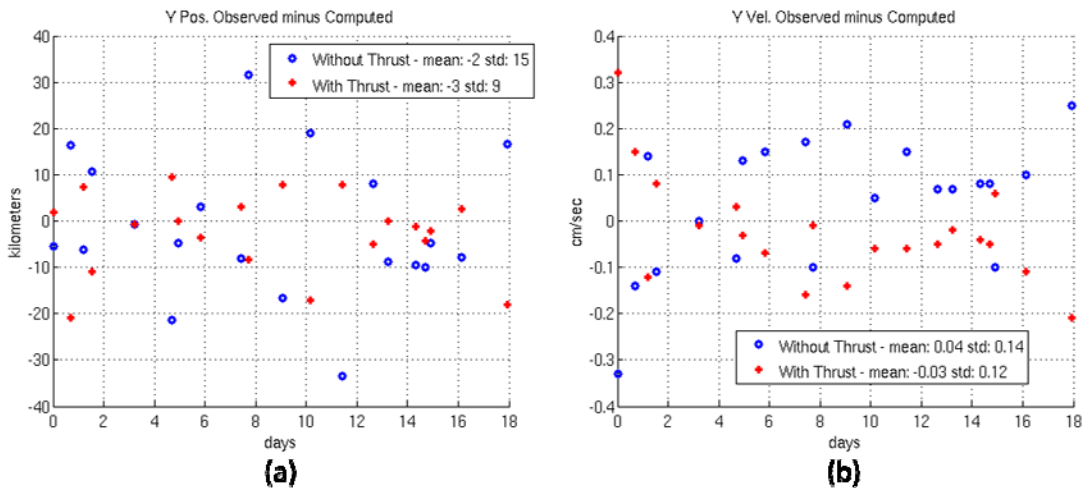 Y Pos. Observed minus Computed
40
30
20
10
0
-10
-20
-30
-40
kilometers
Without Thrust - mean: -2 std: 15
With Thrust - mean: -3 std: 9
0 2 4 6 8 10 12 14 16 18
days
(a)
Y Vel. Observed minus Computed
0.4
0.3
0.2
0.1
0
-0.1
-0.2
-0.3
-0.4
cm/sec
Without Thrust - mean: 0.04 std: 0.14
With Thrust - mean: -0.03 std: 0.12
0 2 4 6 8 10 12 14 16 18
days
(b)